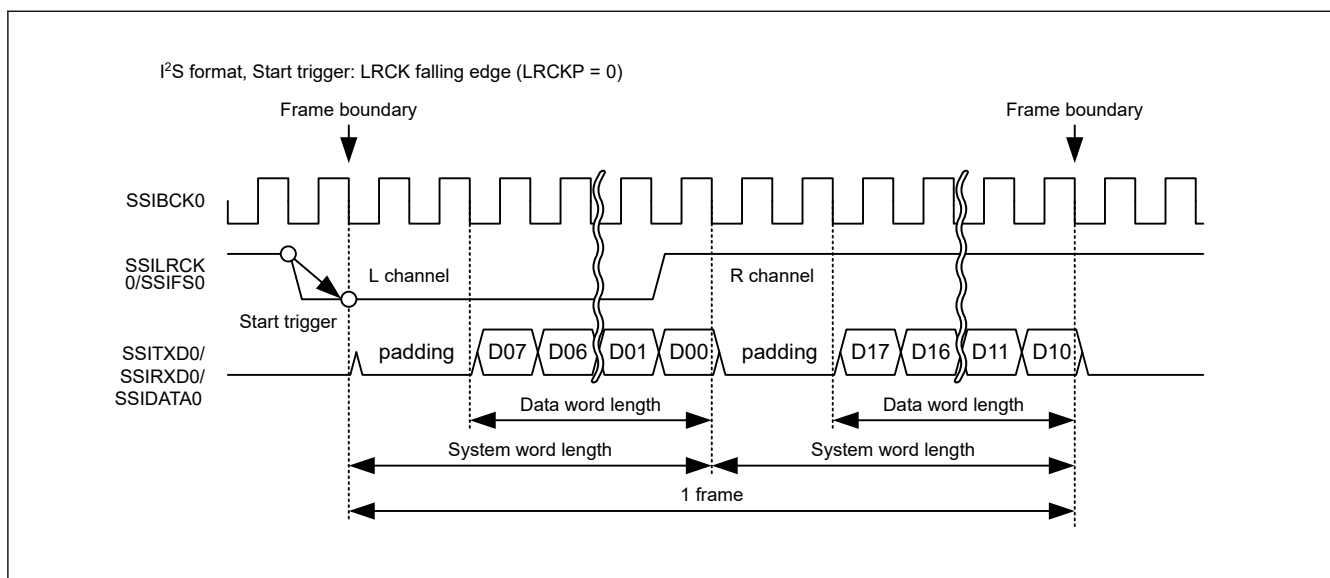 I²S format, Start trigger: LRCK falling edge (LRCKP = 0)
Frame boundary
Frame boundary
SSIBCK0
SSILRCK
0/SSIFS0
L channel
R channel
Start trigger
SSITXD0/
SSIRXD0/
SSIDATA0
padding
D07
D06
D01
D00
padding
D17
D16
D11
D10
Data word length
Data word length
System word length
System word length
1 frame